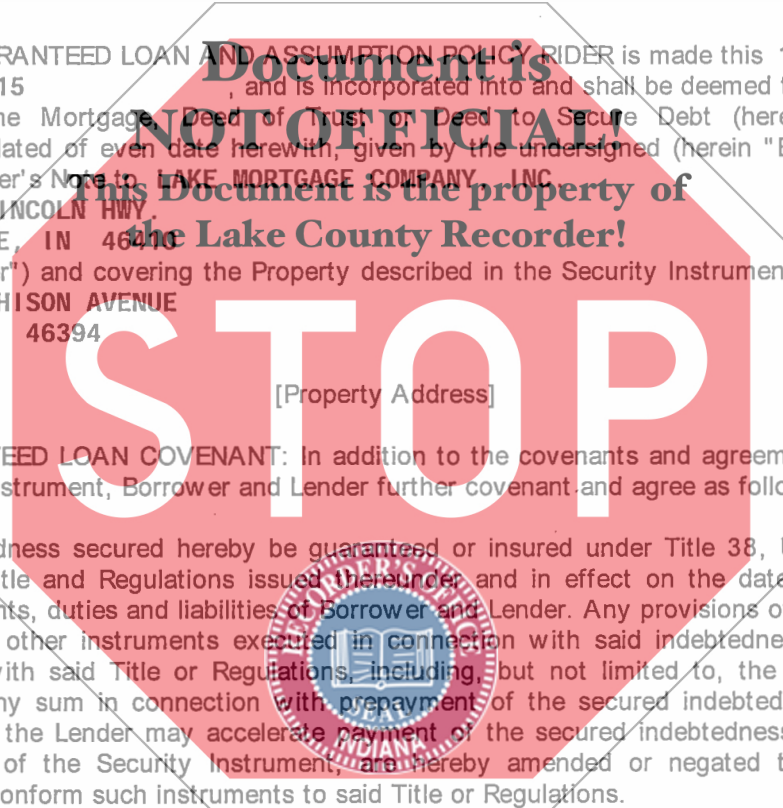 RANTEED LOAN AND ASSUMPTION POLICY RIDER is made this
Document is
15 , and is incorporated into and shall be deemed
he Mortgage, Deed of Trust or Deed to Secure Debt (here
NOT OFFICIAL!
lated of even date herewith, given by the undersigned (herein "B
er's Note to LAKE MORTGAGE COMPANY, INC.
This Document is the property of
INCOLN HWY.
E, IN 46410
the Lake County Recorder!
r") and covering the Property described in the Security Instrumen
HISON AVENUE
46394
STOP
[Property Address]
TEED LOAN COVENANT: In addition to the covenants and agreem
strument, Borrower and Lender further covenant and agree as follo
dness secured hereby be guaranteed or insured under Title 38,
itle and Regulations issued thereunder and in effect on the date
nts, duties and liabilities of Borrower and Lender. Any provisions o
other instruments executed in connection with said indebtedne
with said Title or Regulations, including, but not limited to, the
ny sum in connection with prepayment of the secured indebted
the Lender may accelerate payment of the secured indebtedness
of the Security Instrument, are hereby amended or negated t
onform such instruments to said Title or Regulations.
RECORDER'S OFFICE
SEAL
INDIANA